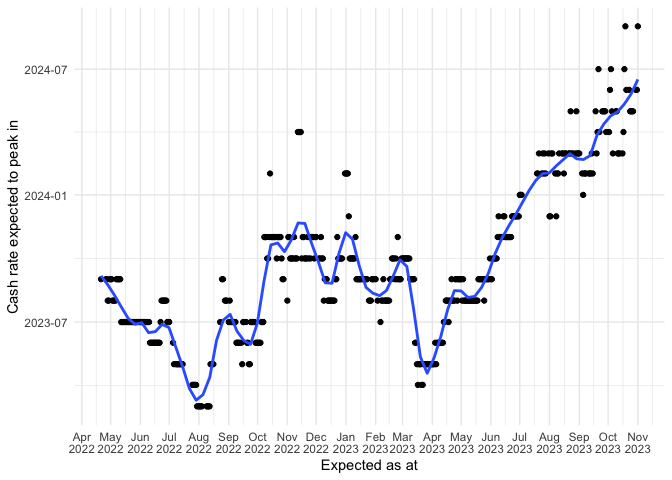 2024-07
2024-01
2023-07
Cash rate expected to peak in
Apr May Jun Jul Aug Sep Oct Nov Dec Jan Feb Mar Apr May Jun Jul Aug Sep Oct Nov
2022 2022 2022 2022 2022 2022 2022 2022 2022 2023 2023 2023 2023 2023 2023 2023 2023 2023 2023 2023
Expected as at